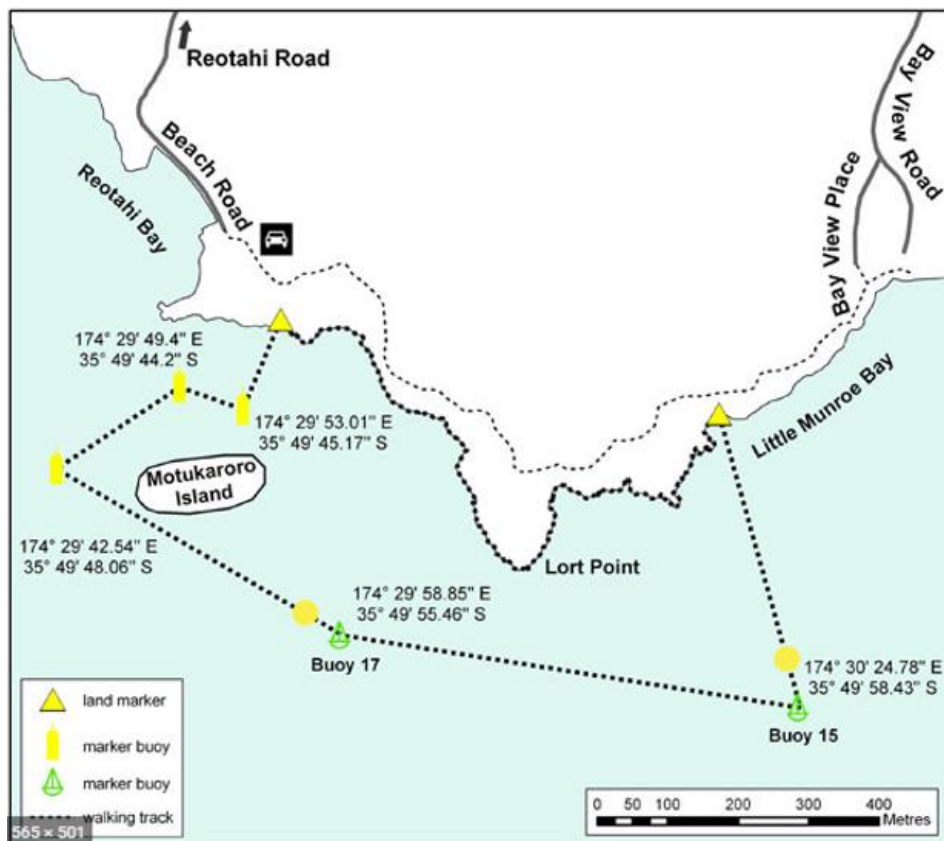 Reotahi Road
Beach Road
Reotahi Bay
Bay View Road
Bay View Place
174° 29' 49.4" E
35° 49' 44.2" S
174° 29' 53.01" E
35° 49' 45.17" S
Little Munroe Bay
Motukaroro
Island
174° 29' 42.54" E
35° 49' 48.06" S
Lort Point
174° 29' 58.85" E
35° 49' 55.46" S
Buoy 17
174° 30' 24.78" E
35° 49' 58.43" S
Buoy 15
land marker
marker buoy
marker buoy
walking track
0 50 100 200 300 400
Metres
565 × 501